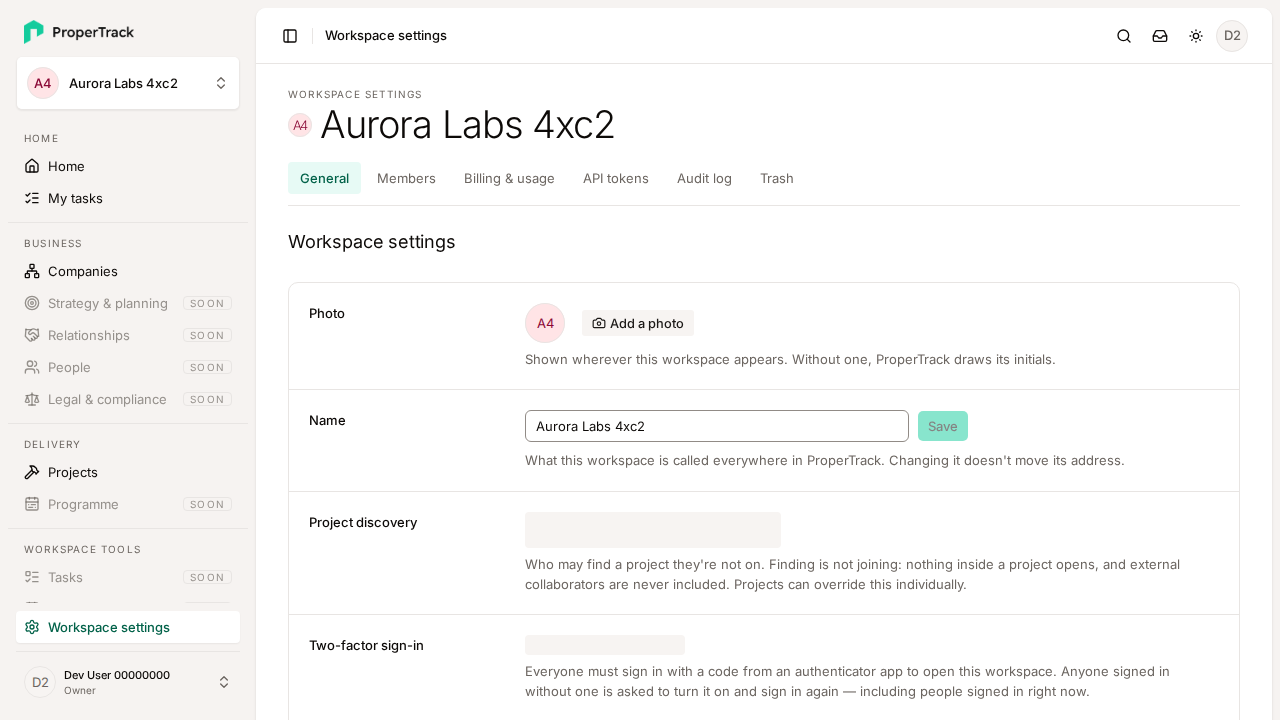 ProperTrack
A4 Aurora Labs 4xc2
HOME
Home
My tasks
BUSINESS
Companies
Strategy & planning SOON
Relationships SOON
People SOON
Legal & compliance SOON
DELIVERY
Projects
Programme SOON
WORKSPACE TOOLS
Tasks SOON
Workspace settings
D2 Dev User 00000000
Owner
Workspace settings
D2
WORKSPACE SETTINGS
A4 Aurora Labs 4xc2
General Members Billing & usage API tokens Audit log Trash
Workspace settings
Photo
A4 Add a photo
Shown wherever this workspace appears. Without one, ProperTrack draws its initials.
Name
Aurora Labs 4xc2 Save
What this workspace is called everywhere in ProperTrack. Changing it doesn't move its address.
Project discovery
Who may find a project they're not on. Finding is not joining: nothing inside a project opens, and external
collaborators are never included. Projects can override this individually.
Two-factor sign-in
Everyone must sign in with a code from an authenticator app to open this workspace. Anyone signed in
without one is asked to turn it on and sign in again — including people signed in right now.